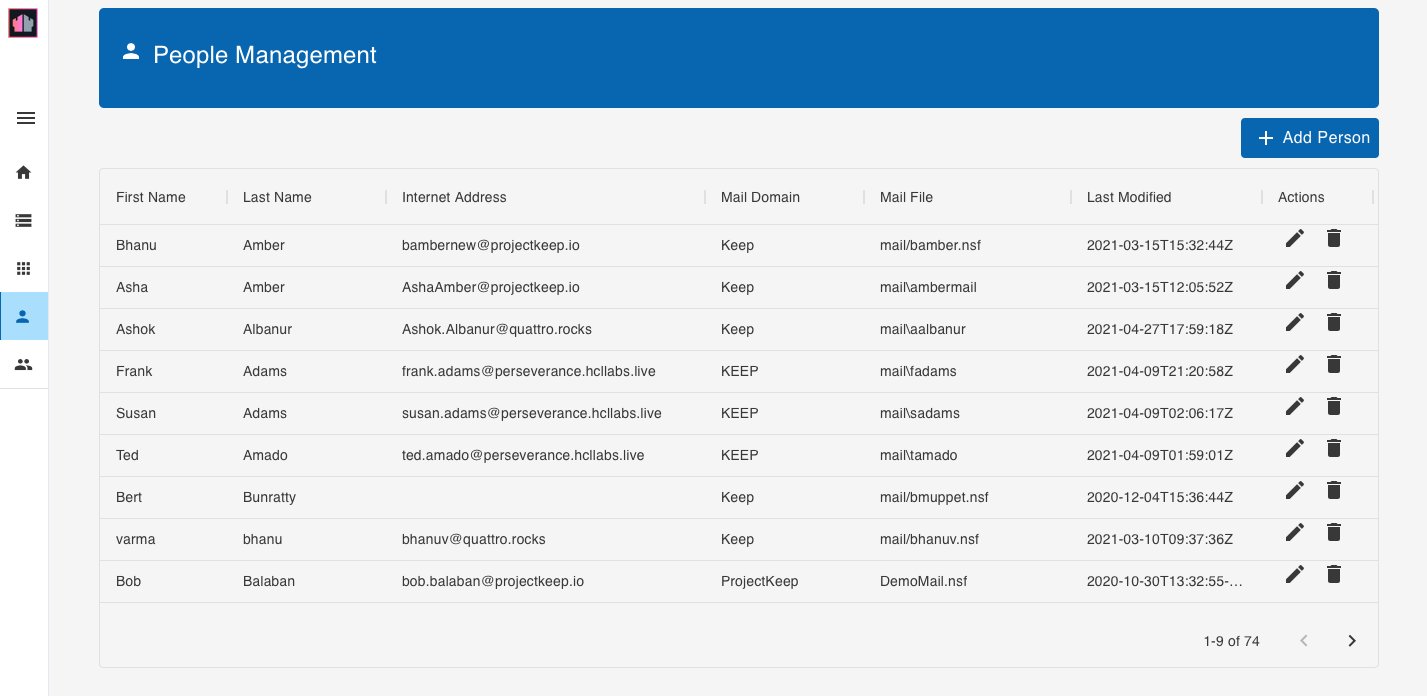 People Management
Add Person
First Name Last Name Internet Address Mail Domain Mail File Last Modified Actions
Bhanu Amber bambernew@projectkeep.io Keep mail/bamber.nsf 2021-03-15T15:32:44Z
Asha Amber AshaAmber@projectkeep.io Keep mail\ambermail 2021-03-15T12:05:52Z
Ashok Albanur Ashok.Albanur@quattro.rocks Keep mail\aalbanur 2021-04-27T17:59:18Z
Frank Adams frank.adams@perseverance.hcllabs.live KEEP mail\fadams 2021-04-09T21:20:58Z
Susan Adams susan.adams@perseverance.hcllabs.live KEEP mail\sadams 2021-04-09T02:06:17Z
Ted Amado ted.amado@perseverance.hcllabs.live KEEP mail\tamado 2021-04-09T01:59:01Z
Bert Bunratty Keep mail/bmuppet.nsf 2020-12-04T15:36:44Z
varma bhanu bhanuv@quattro.rocks Keep mail/bhanuv.nsf 2021-03-10T09:37:36Z
Bob Balaban bob.balaban@projectkeep.io ProjectKeep DemoMail.nsf 2020-10-30T13:32:55-...
1-9 of 74